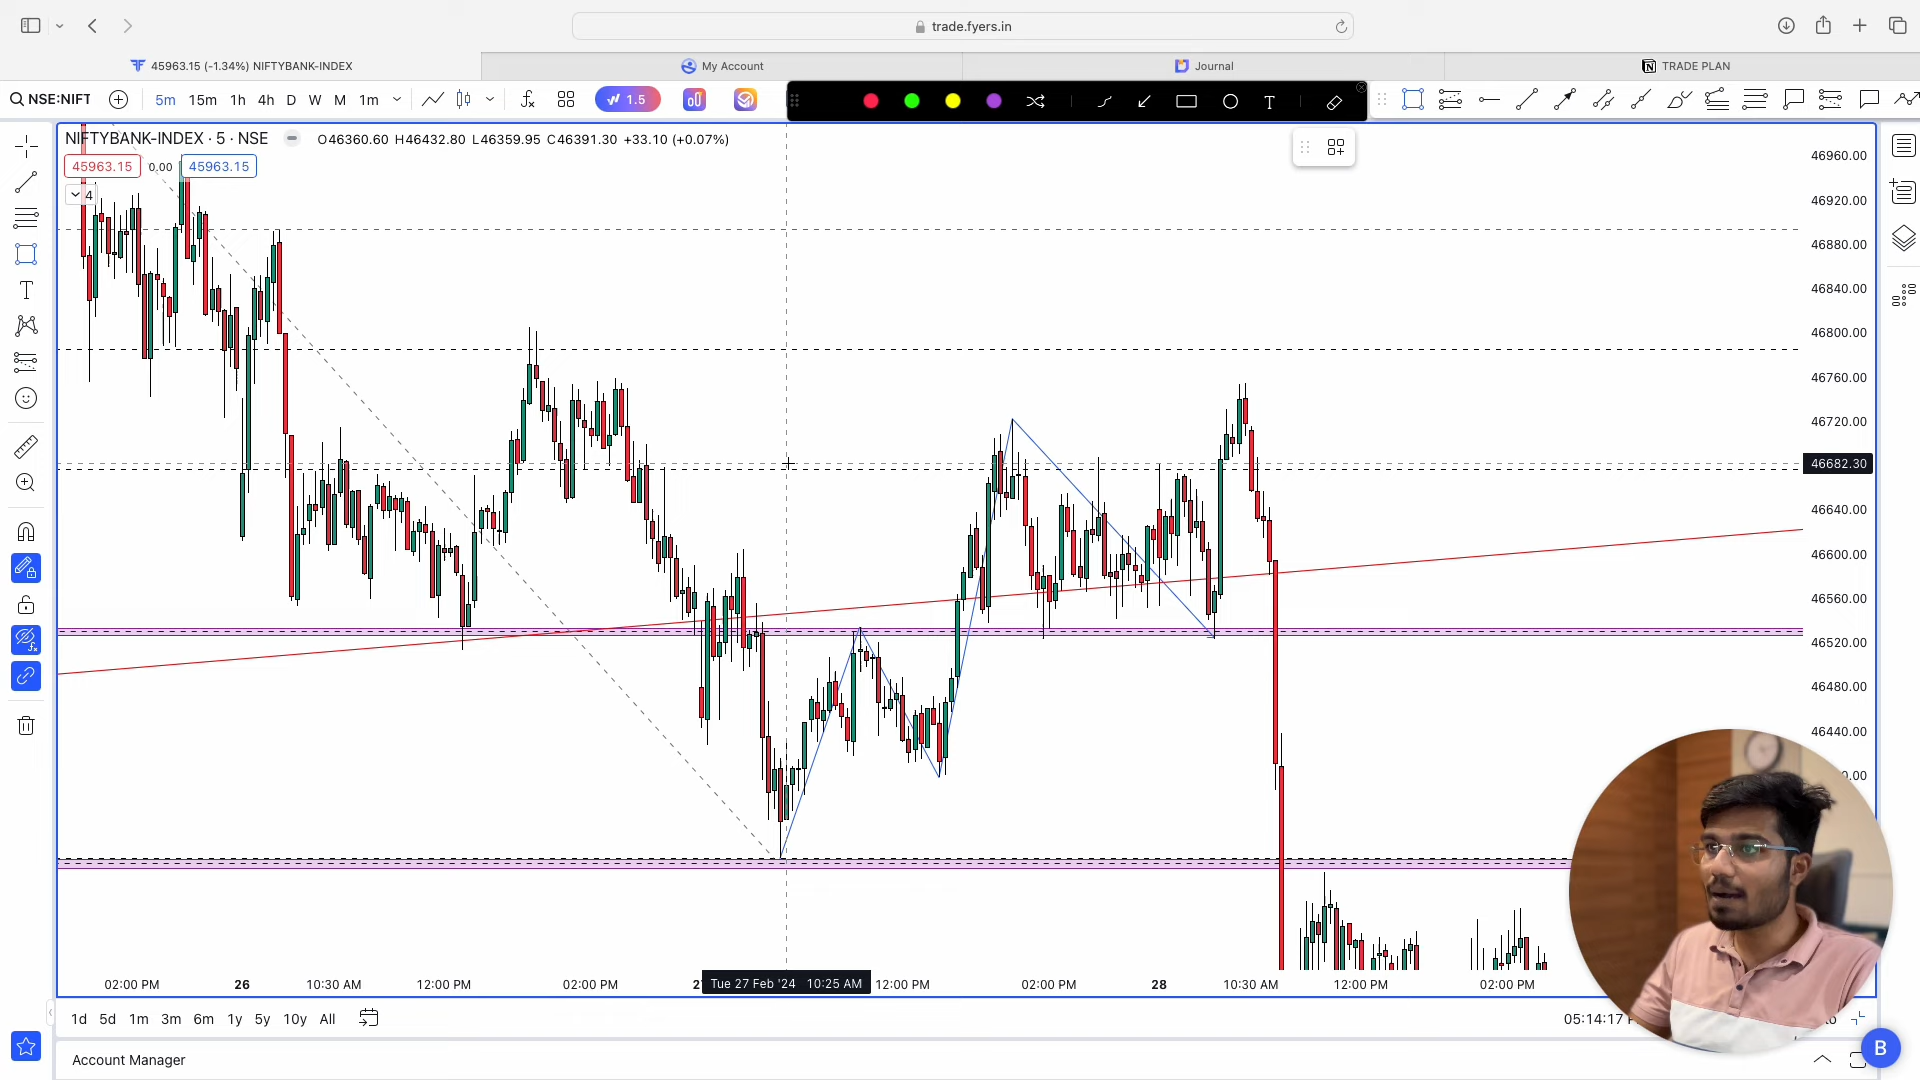 trade.fyers.in
45963.15 (-1.34%) NIFTYBANK-INDEX
My Account
Journal
TRADE PLAN
NSE:NIFT
5m 15m 1h 4h D W M 1m
1.5
T
NIFTYBANK-INDEX · 5 · NSE
O46360.60 H46432.80 L46359.95 C46391.30 +33.10 (+0.07%)
45963.15 0.00 45963.15
4
46960.00
46920.00
46880.00
46840.00
46800.00
46760.00
46720.00
46682.30
46640.00
46600.00
46560.00
46520.00
46480.00
46440.00
02:00 PM 26 10:30 AM 12:00 PM 02:00 PM Tue 27 Feb '24 10:25 AM 12:00 PM 02:00 PM 28 10:30 AM 12:00 PM 02:00 PM
1d 5d 1m 3m 6m 1y 5y 10y All
05:14:17
Account Manager
B